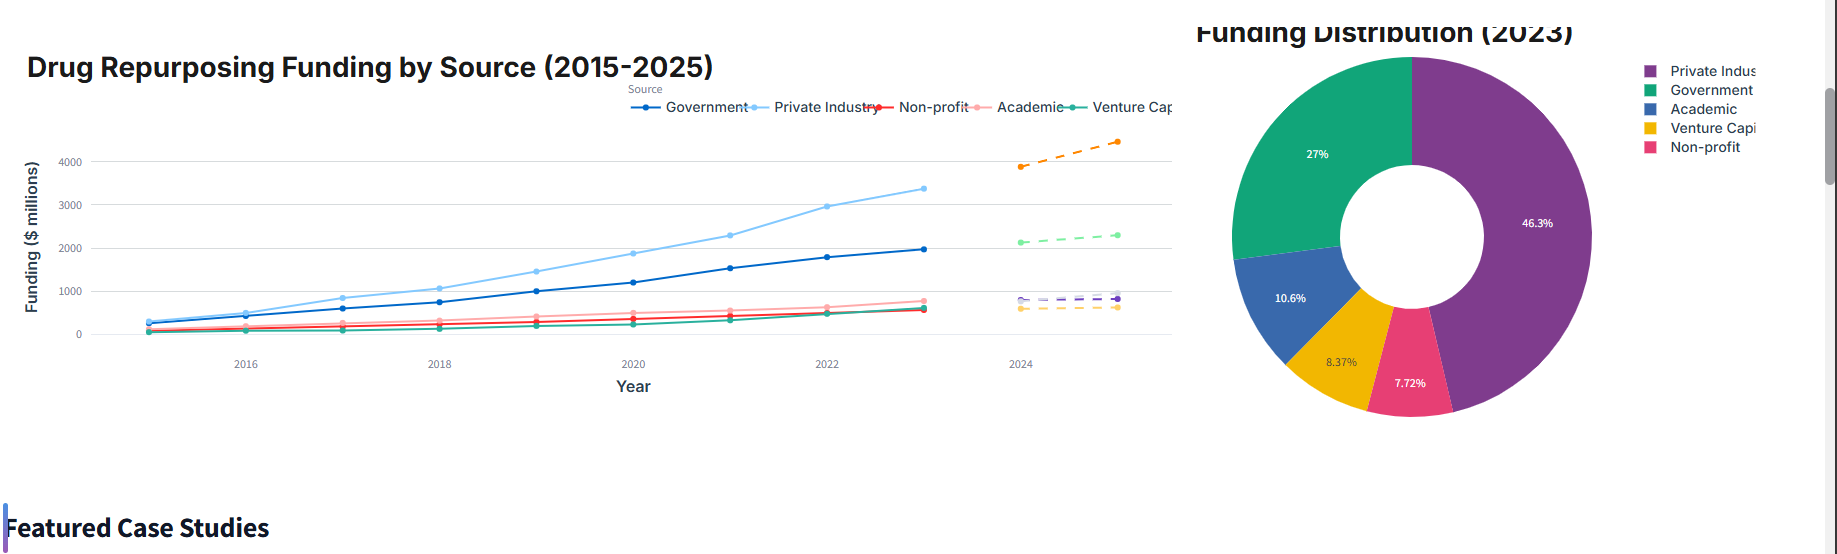 Drug Repurposing Funding by Source (2015-2025)
Source
Government Private Industry Non-profit Academic Venture Cap
Funding ($ millions)
4000
3000
2000
1000
0
2016 2018 2020 2022 2024
Year
Funding Distribution (2023)
Private Indus
Government
Academic
Venture Capi
Non-profit
27%
46.3%
10.6%
8.37%
7.72%
Featured Case Studies